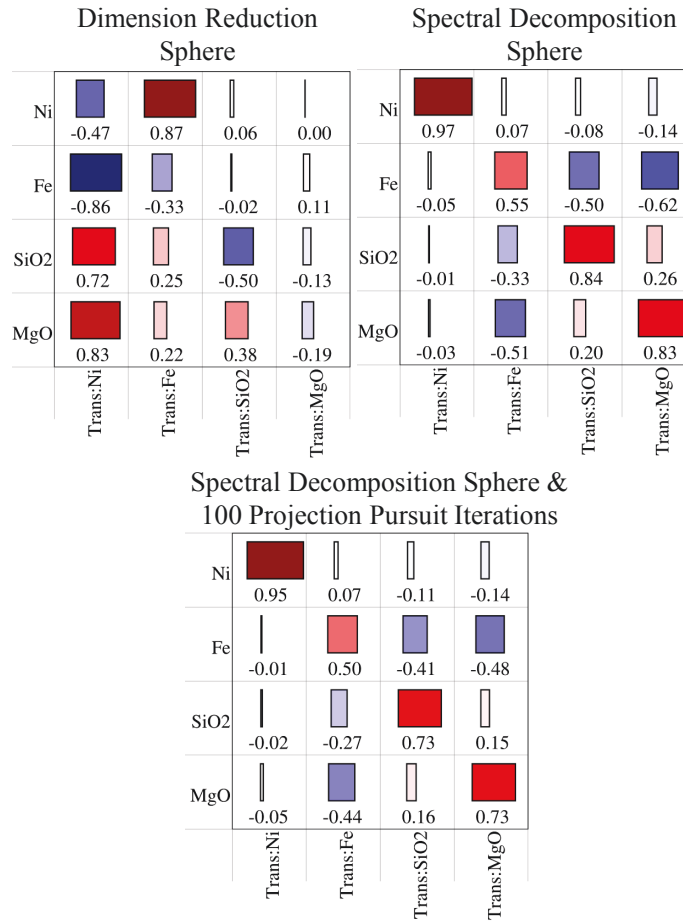 Dimension Reduction
Sphere
Ni
-0.47 0.87 0.06 0.00
Fe
-0.86 -0.33 -0.02 0.11
SiO2
0.72 0.25 -0.50 -0.13
MgO
0.83 0.22 0.38 -0.19
Trans:Ni
Trans:Fe
Trans:SiO2
Trans:MgO
Spectral Decomposition
Sphere
Ni
0.97 0.07 -0.08 -0.14
Fe
-0.05 0.55 -0.50 -0.62
SiO2
-0.01 -0.33 0.84 0.26
MgO
-0.03 -0.51 0.20 0.83
Trans:Ni
Trans:Fe
Trans:SiO2
Trans:MgO
Spectral Decomposition Sphere &
100 Projection Pursuit Iterations
Ni
0.95 0.07 -0.11 -0.14
Fe
-0.01 0.50 -0.41 -0.48
SiO2
-0.02 -0.27 0.73 0.15
MgO
-0.05 -0.44 0.16 0.73
Trans:Ni
Trans:Fe
Trans:SiO2
Trans:MgO